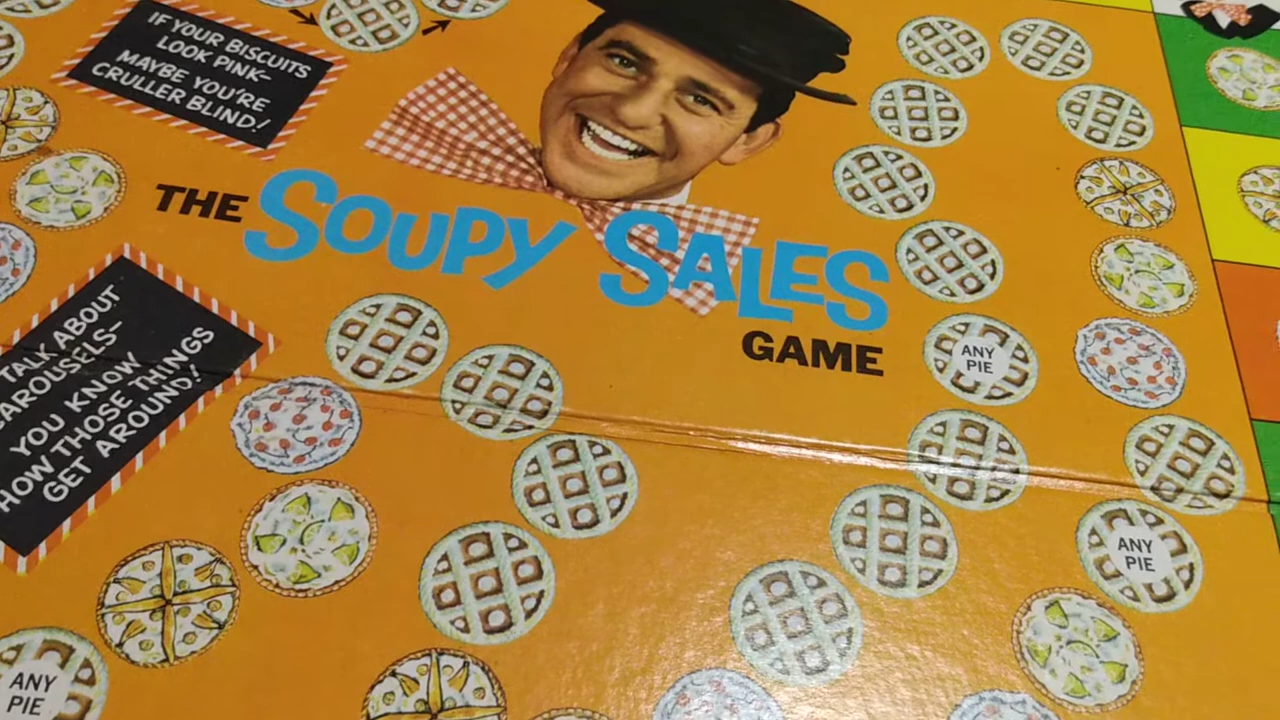 IF YOUR BISCUITS
LOOK PINK—
MAYBE YOU'RE
CRULLER BLIND!
THE SOUPY SALES
GAME
TALK ABOUT
CAROUSELS—
YOU KNOW
HOW THOSE THINGS
GET AROUND!
ANY
PIE
ANY
PIE
ANY
PIE